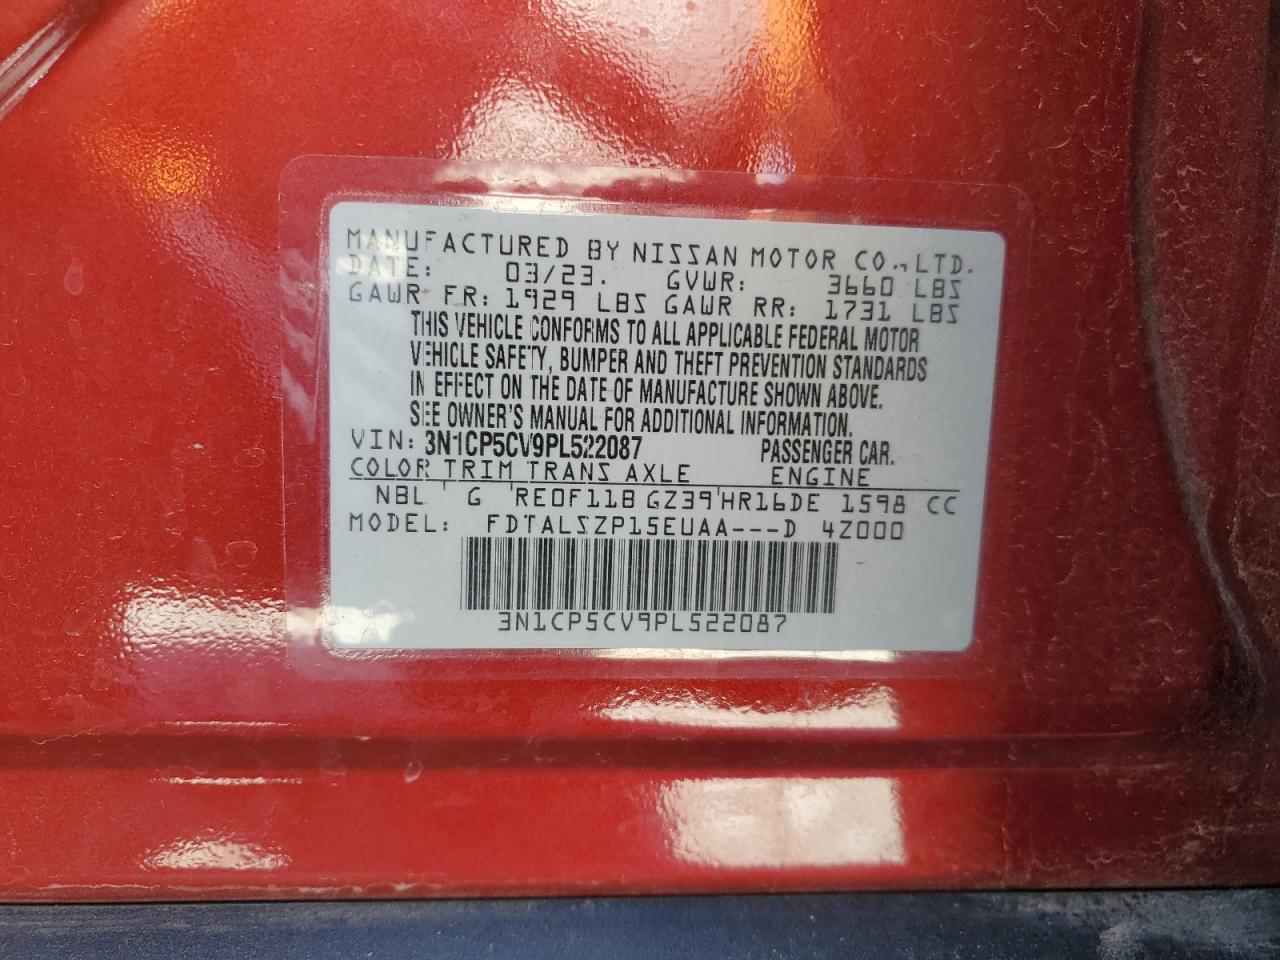 MANUFACTURED BY NISSAN MOTOR CO.,LTD.
DATE: 03/23. GVWR: 3660 LBS
GAWR FR: 1929 LBS GAWR RR: 1731 LBS
THIS VEHICLE CONFORMS TO ALL APPLICABLE FEDERAL MOTOR
VEHICLE SAFETY, BUMPER AND THEFT PREVENTION STANDARDS
IN EFFECT ON THE DATE OF MANUFACTURE SHOWN ABOVE.
SEE OWNER'S MANUAL FOR ADDITIONAL INFORMATION.
VIN: 3N1CP5CV9PL522087 PASSENGER CAR.
COLOR TRIM TRANS AXLE ENGINE
NBL G RE0F11B GZ39 HR16DE 1598 CC
MODEL: FDTALSZP15EUAA---D 4Z000
3N1CP5CV9PL522087